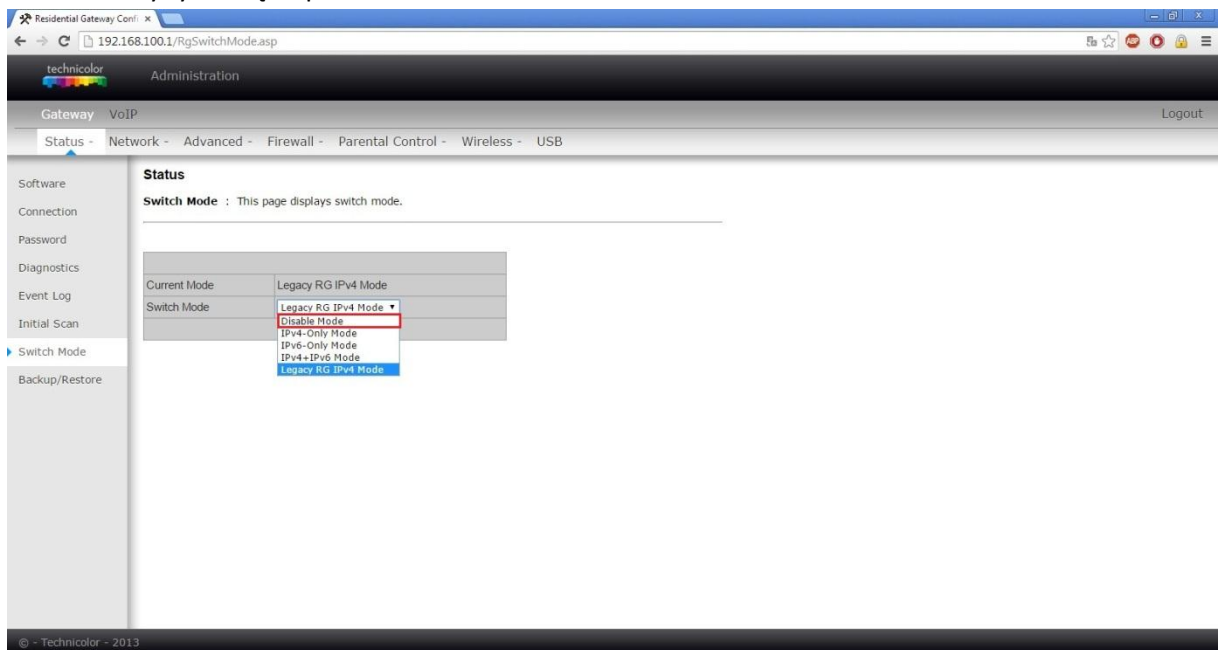 Residential Gateway Confi
192.168.100.1/RgSwitchMode.asp
technicolor
Administration
Gateway VoIP Logout
Status - Network - Advanced - Firewall - Parental Control - Wireless - USB
Software
Connection
Password
Diagnostics
Event Log
Initial Scan
Switch Mode
Backup/Restore
Status
Switch Mode : This page displays switch mode.
Current Mode Legacy RG IPv4 Mode
Switch Mode Legacy RG IPv4 Mode
Disable Mode
IPv4-Only Mode
IPv6-Only Mode
IPv4+IPv6 Mode
Legacy RG IPv4 Mode
© - Technicolor - 2013